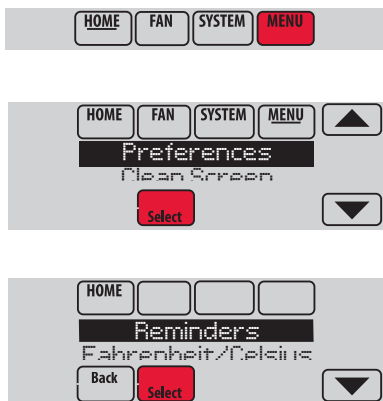 HOME FAN SYSTEM MENU
HOME FAN SYSTEM MENU
Preferences
Clean Screen
Select
HOME
Reminders
Fahrenheit/Celsius
Back Select